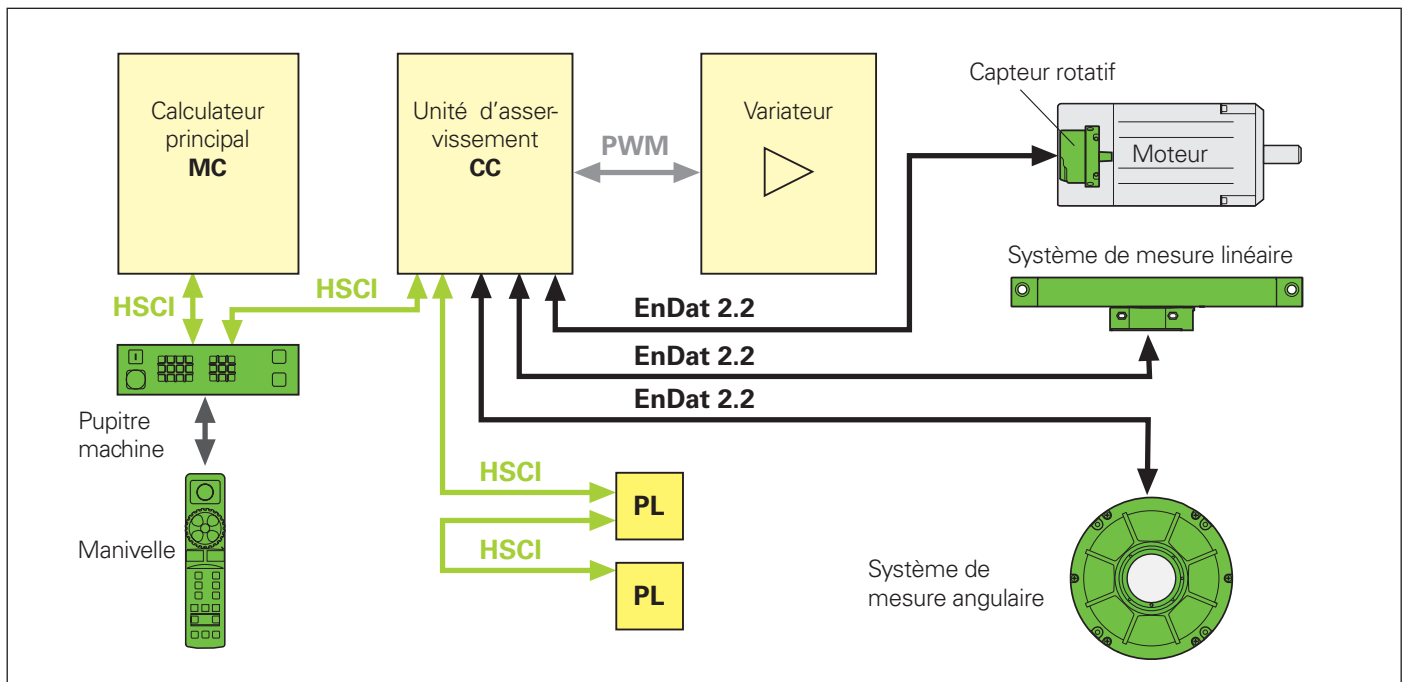 Calculateur
principal
MC
Unité d'asser-
vissement
CC
Variateur
PWM
Capteur rotatif
Moteur
Système de mesure linéaire
HSCI
HSCI
EnDat 2.2
EnDat 2.2
EnDat 2.2
Pupitre
machine
HSCI
PL
HSCI
PL
Manivelle
Système de
mesure angulaire